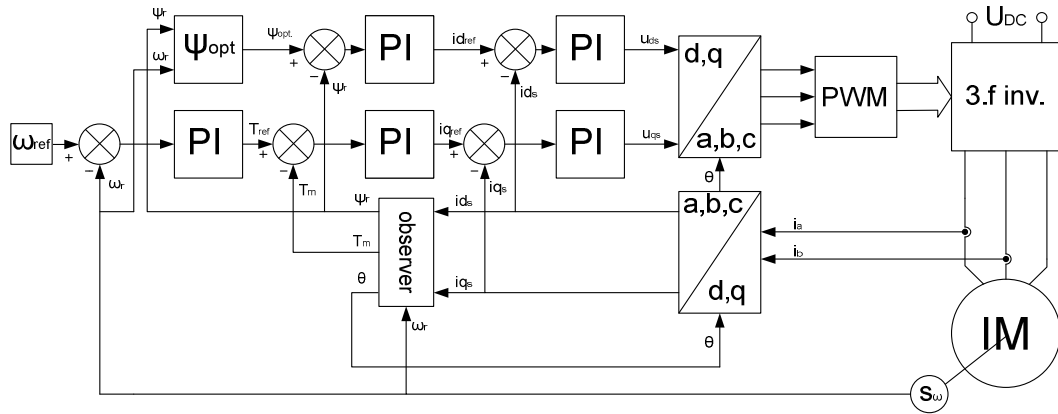 ψr
ωr
ψopt
ψopt.
+
−
ψr
PI
idref
+
−
ids
PI
uds
d,q
a,b,c
θ
PWM
UDC
3.f inv.
ωref
+
−
ωr
PI
Tref
+
−
Tm
PI
iqref
+
−
iqs
PI
uqs
ψr
Tm
θ
observer
ids
iqs
ωr
a,b,c
d,q
θ
ia
ib
IM
Sω